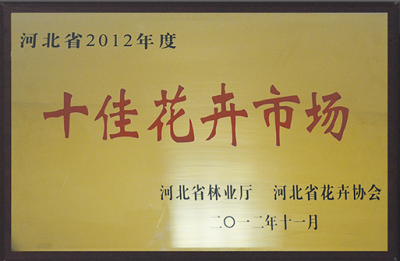 河北省2012年度
十佳花卉市场
河北省林业厅 河北省花卉协会
二〇一二年十一月